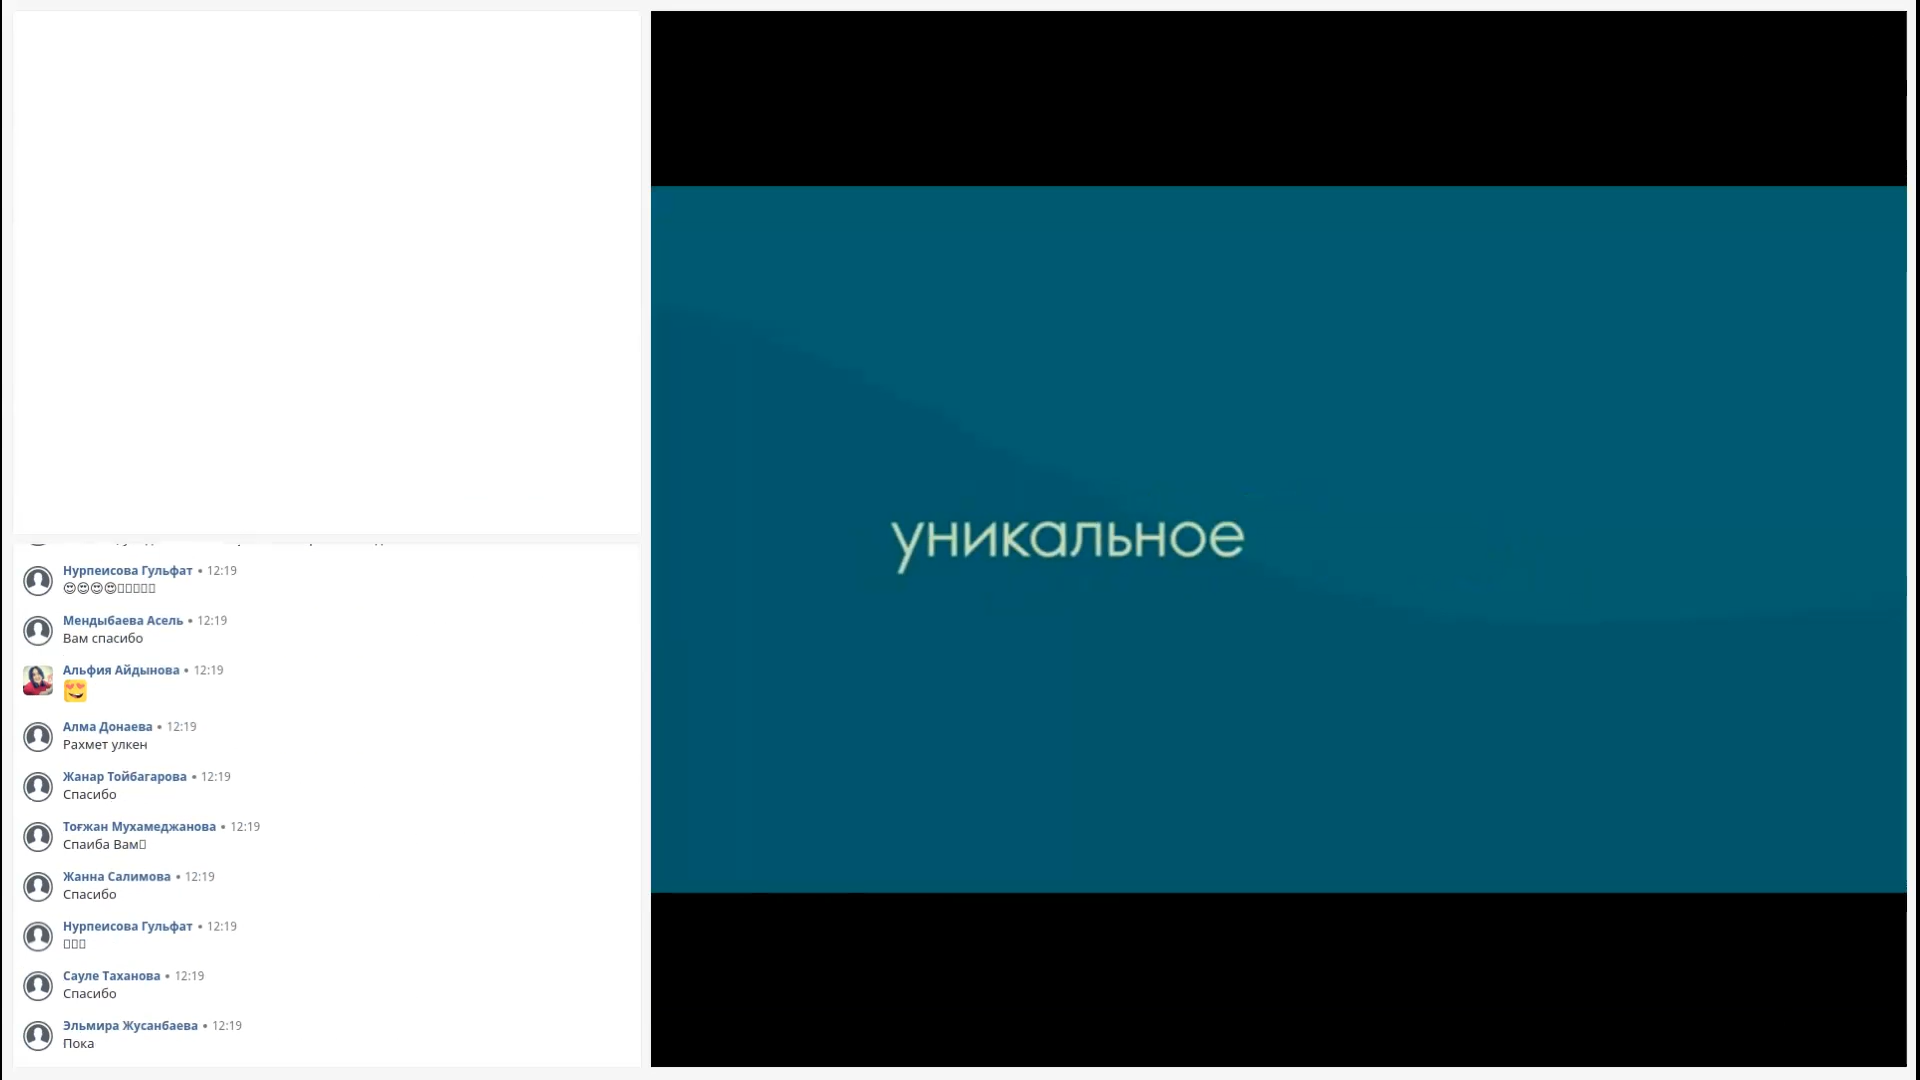 Нурпеисова Гульфат • 12:19
😍😍😍😍
Мендыбаева Асель • 12:19
Вам спасибо
Альфия Айдынова • 12:19
😍
Алма Донаева • 12:19
Рахмет улкен
Жанар Тойбагарова • 12:19
Спасибо
Тоғжан Мухамеджанова • 12:19
Спаиба Вам
Жанна Салимова • 12:19
Спасибо
Нурпеисова Гульфат • 12:19
Сауле Таханова • 12:19
Спасибо
Эльмира Жусанбаева • 12:19
Пока
уникальное